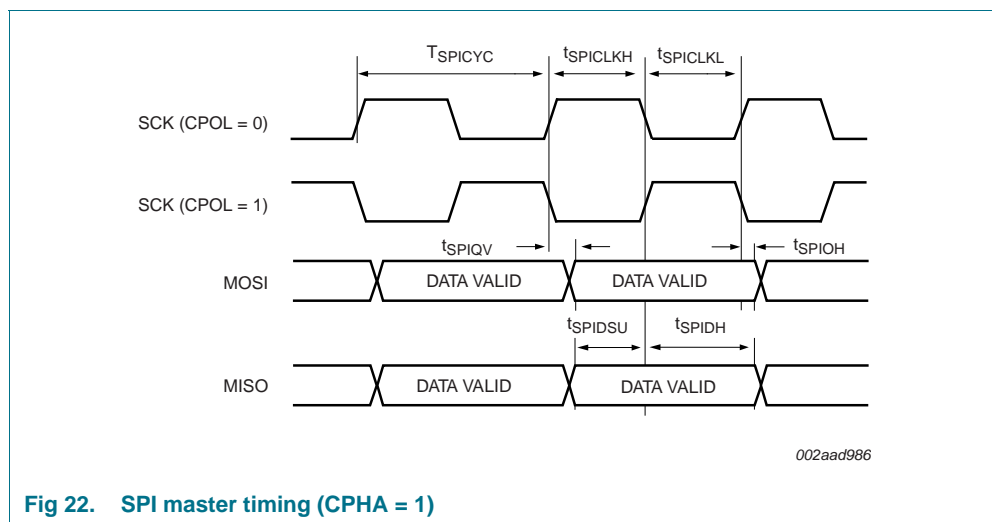 TSPICYC tSPICLKH tSPICLKL
SCK (CPOL = 0)
SCK (CPOL = 1)
tSPIQV tSPIOH
MOSI DATA VALID DATA VALID
tSPIDSU tSPIDH
MISO DATA VALID DATA VALID
002aad986
Fig 22. SPI master timing (CPHA = 1)